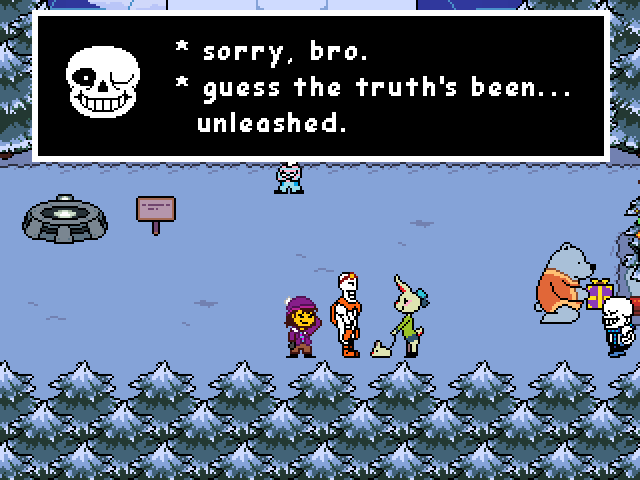 * sorry, bro.
* guess the truth's been...
unleashed.